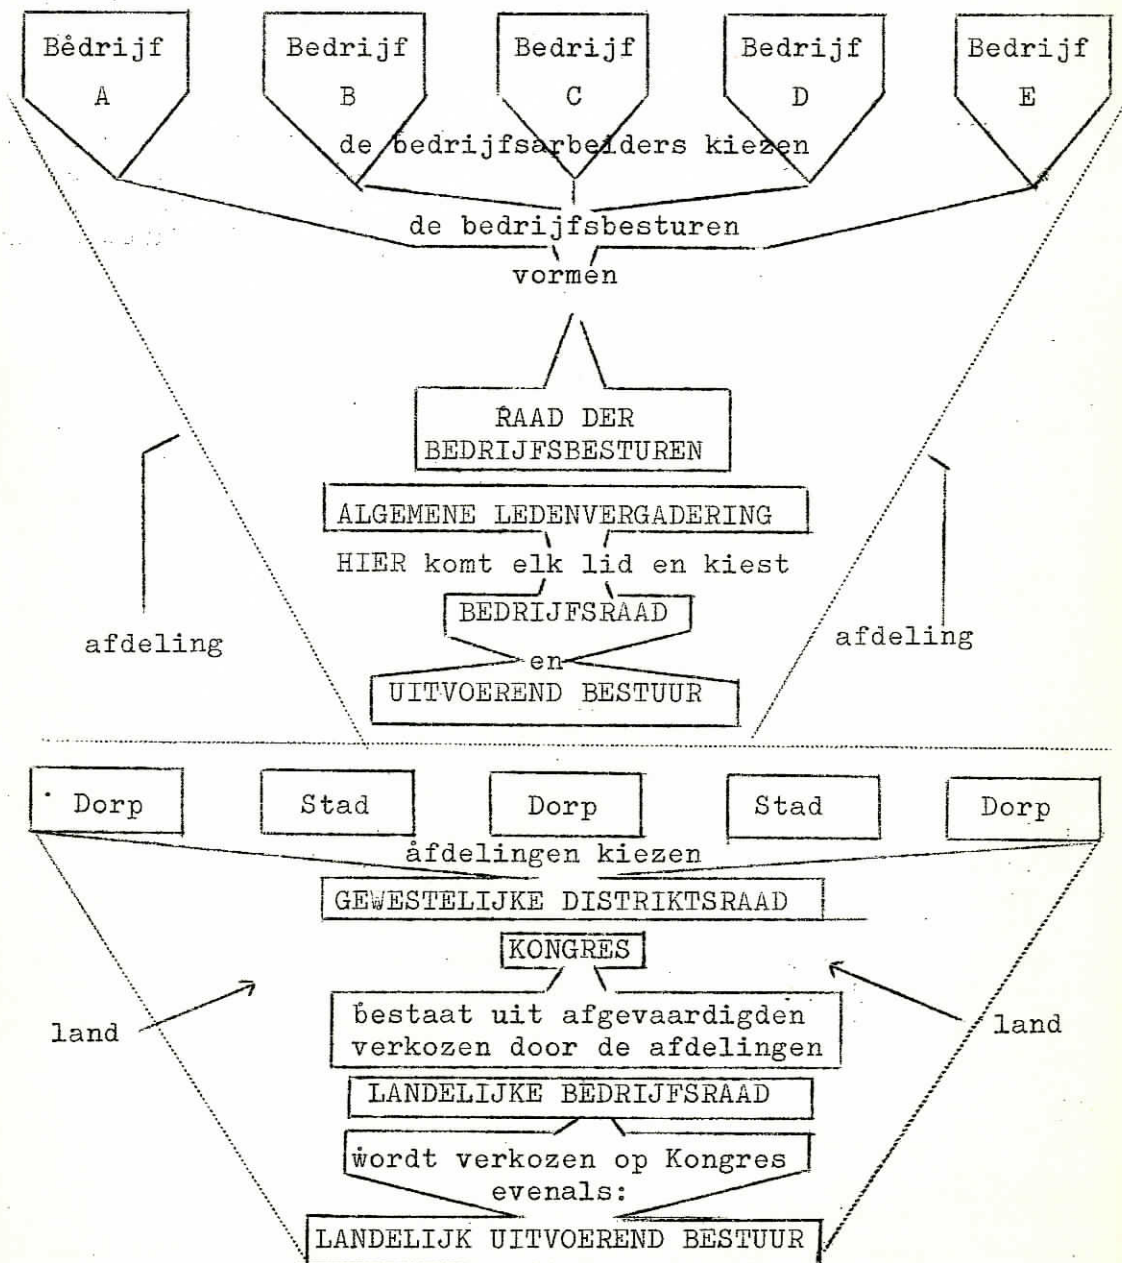 Bedrijf Bedrijf Bedrijf Bedrijf Bedrijf
A B C D E
de bedrijfsarbeiders kiezen
de bedrijfsbesturen
vormen
RAAD DER
BEDRIJFSBESTUREN
ALGEMENE LEDENVERGADERING
HIER komt elk lid en kiest
BEDRIJFSRAAD
afdeling afdeling
en
UITVOEREND BESTUUR
Dorp Stad Dorp Stad Dorp
afdelingen kiezen
GEWESTELIJKE DISTRIKTSRAAD
KONGRES
bestaat uit afgevaardigden
land land
verkozen door de afdelingen
LANDELIJKE BEDRIJFSRAAD
wordt verkozen op Kongres
evenals:
LANDELIJK UITVOEREND BESTUUR